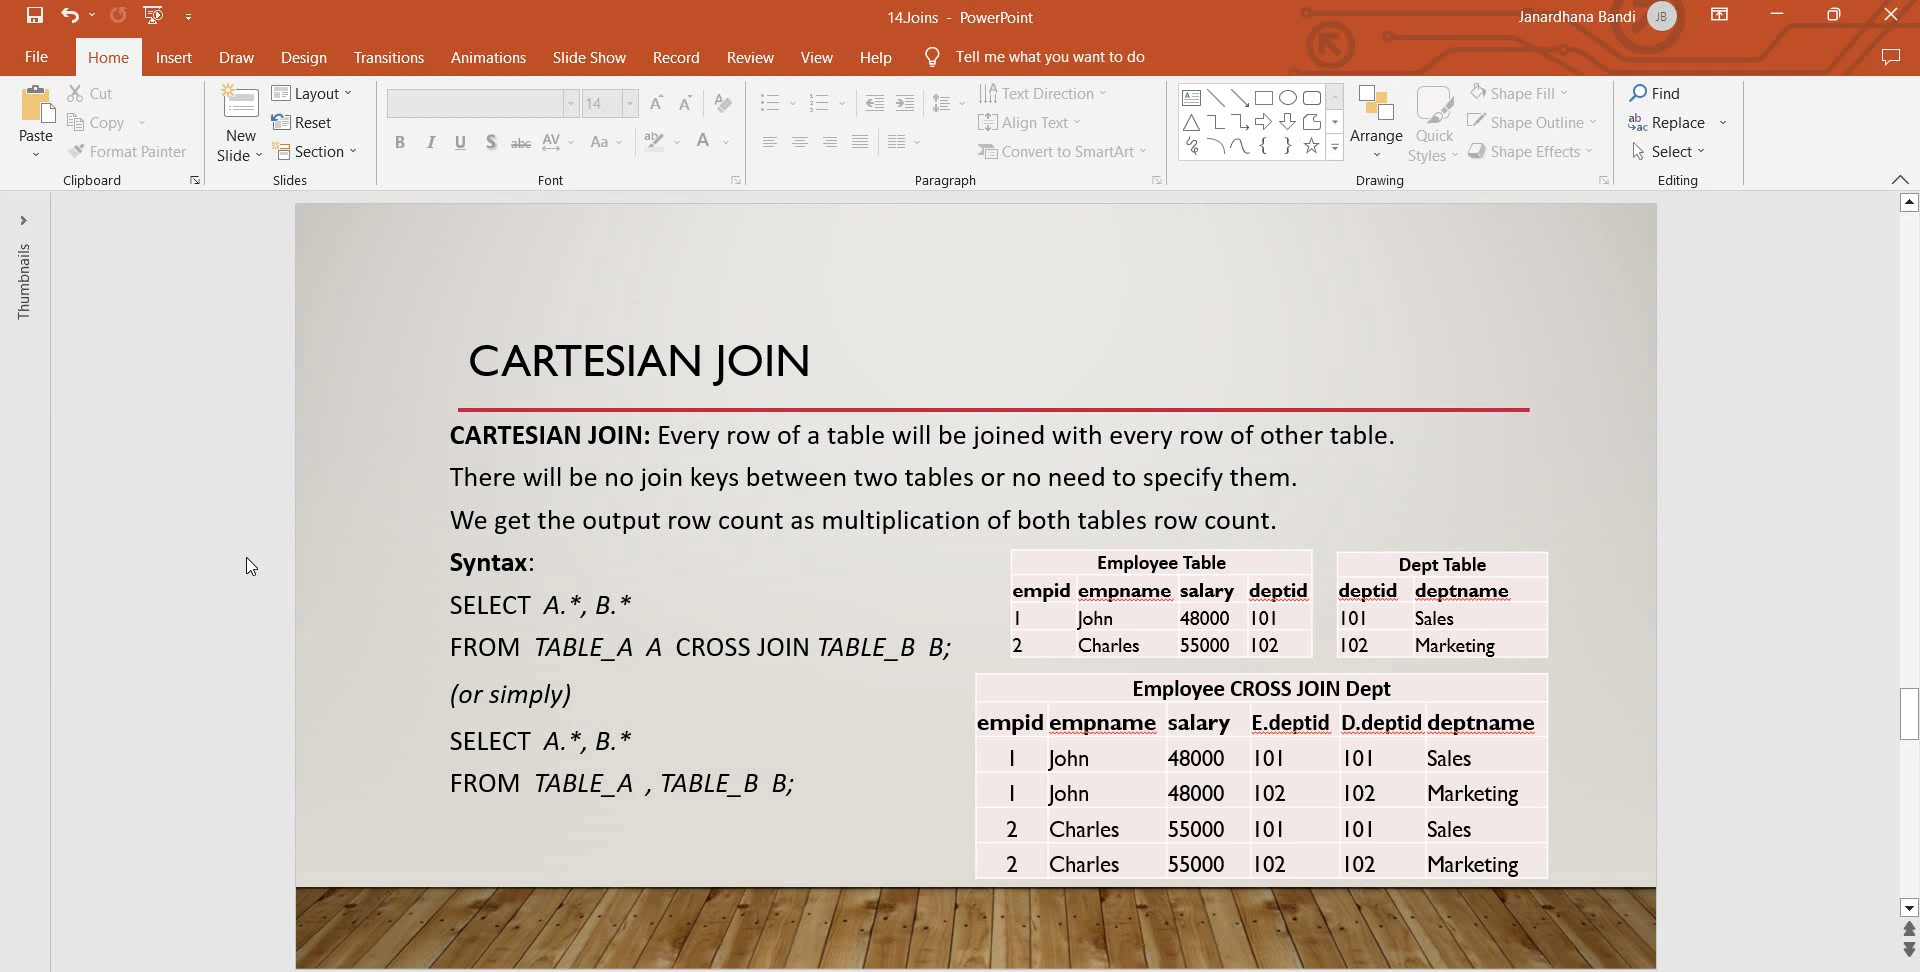 14.Joins - PowerPoint
Janardhana Bandi JB
File Home Insert Draw Design Transitions Animations Slide Show Record Review View Help Tell me what you want to do
Paste
Cut
Copy
Format Painter
Clipboard
New Slide
Layout
Reset
Section
Slides
14
B I U S abc AV Aa A
Font
Text Direction
Align Text
Convert to SmartArt
Paragraph
Arrange
Quick Styles
Shape Fill
Shape Outline
Shape Effects
Drawing
Find
Replace
Select
Editing
Thumbnails
CARTESIAN JOIN
CARTESIAN JOIN: Every row of a table will be joined with every row of other table.
There will be no join keys between two tables or no need to specify them.
We get the output row count as multiplication of both tables row count.
Syntax:
SELECT A.*, B.*
FROM TABLE_A A CROSS JOIN TABLE_B B;
(or simply)
SELECT A.*, B.*
FROM TABLE_A , TABLE_B B;
Employee Table
empid empname salary deptid
1 John 48000 101
2 Charles 55000 102
Dept Table
deptid deptname
101 Sales
102 Marketing
Employee CROSS JOIN Dept
empid empname salary E.deptid D.deptid deptname
1 John 48000 101 101 Sales
1 John 48000 102 102 Marketing
2 Charles 55000 101 101 Sales
2 Charles 55000 102 102 Marketing